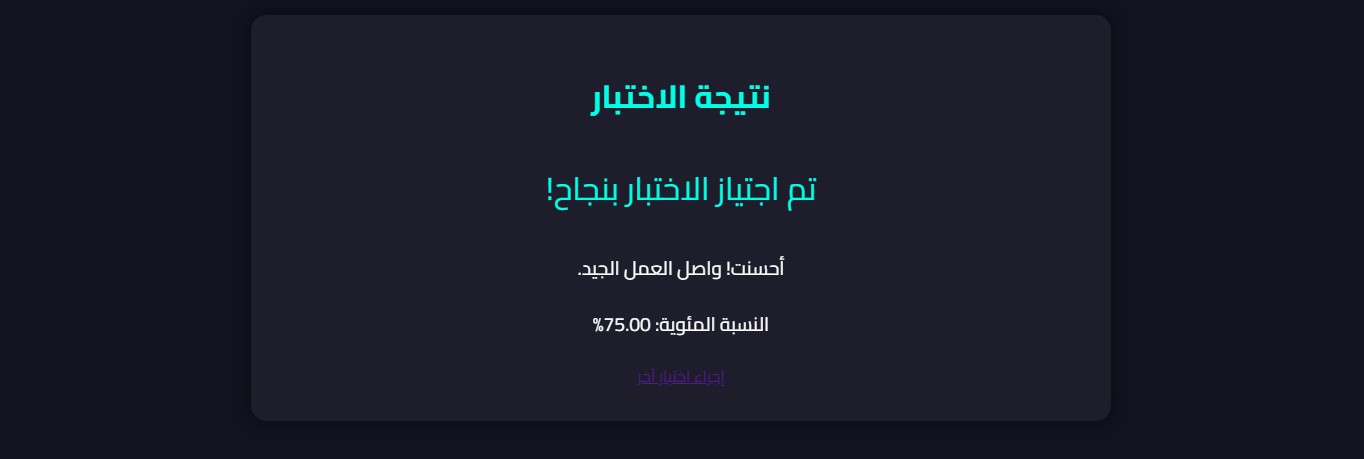 نتيجة الاختبار
تم اجتياز الاختبار بنجاح!
أحسنت! واصل العمل الجيد.
النسبة المئوية: 75.00%
إجراء اختبار آخر